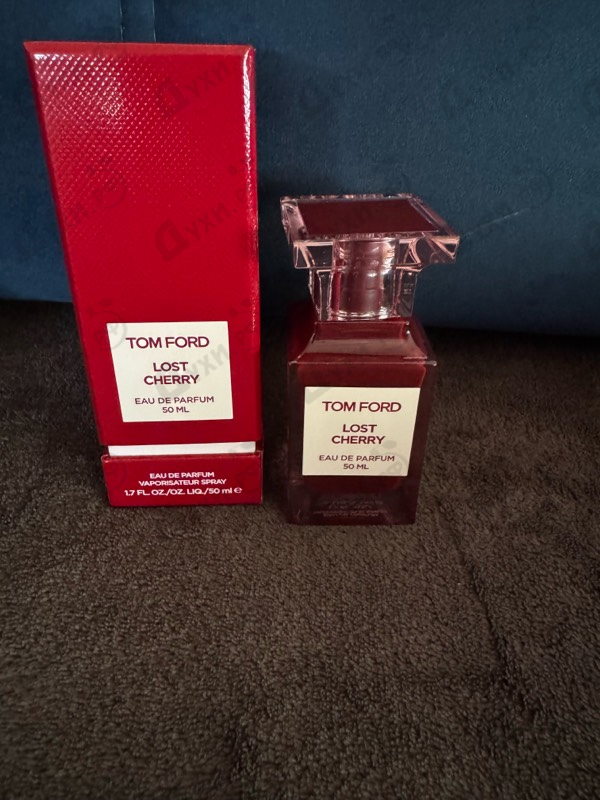 TOM FORD
LOST
CHERRY
EAU DE PARFUM
50 ML
EAU DE PARFUM
VAPORISATEUR SPRAY
1.7 FL. OZ./OZ. LIQ./50 ml e
TOM FORD
LOST
CHERRY
EAU DE PARFUM
50 ML